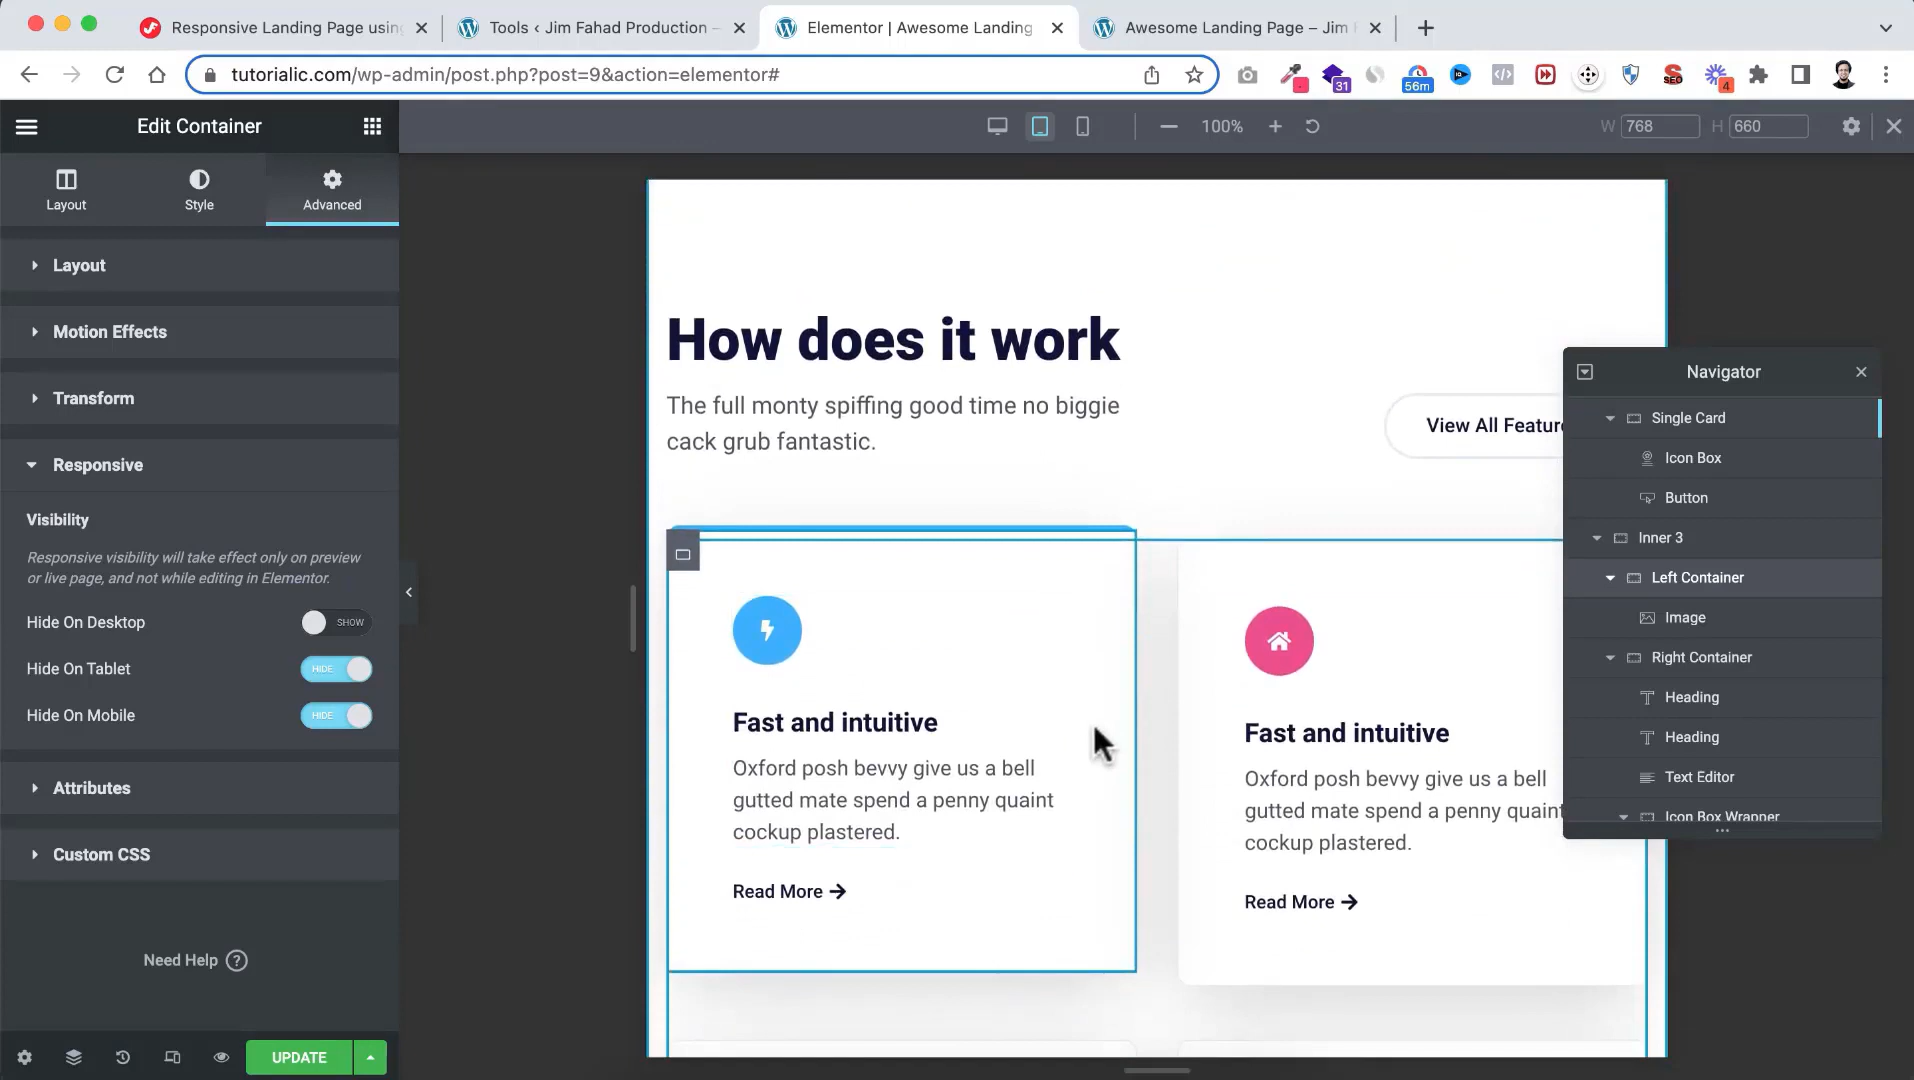 Responsive Landing Page using
Tools ‹ Jim Fahad Production –
Elementor | Awesome Landing
Awesome Landing Page – Jim F
tutorialic.com/wp-admin/post.php?post=9&action=elementor#
31
56m
SEO
4
Edit Container
100%
W 768 H 660
Layout
Style
Advanced
Layout
Motion Effects
Transform
Responsive
Visibility
Responsive visibility will take effect only on preview
or live page, and not while editing in Elementor.
Hide On Desktop SHOW
Hide On Tablet HIDE
Hide On Mobile HIDE
Attributes
Custom CSS
Need Help ?
UPDATE
How does it work
The full monty spiffing good time no biggie
cack grub fantastic.
View All Feature
Fast and intuitive
Oxford posh bevvy give us a bell
gutted mate spend a penny quaint
cockup plastered.
Read More
Fast and intuitive
Oxford posh bevvy give us a bell
gutted mate spend a penny quaint
cockup plastered.
Read More
Navigator
Single Card
Icon Box
Button
Inner 3
Left Container
Image
Right Container
Heading
Heading
Text Editor
Icon Box Wrapper